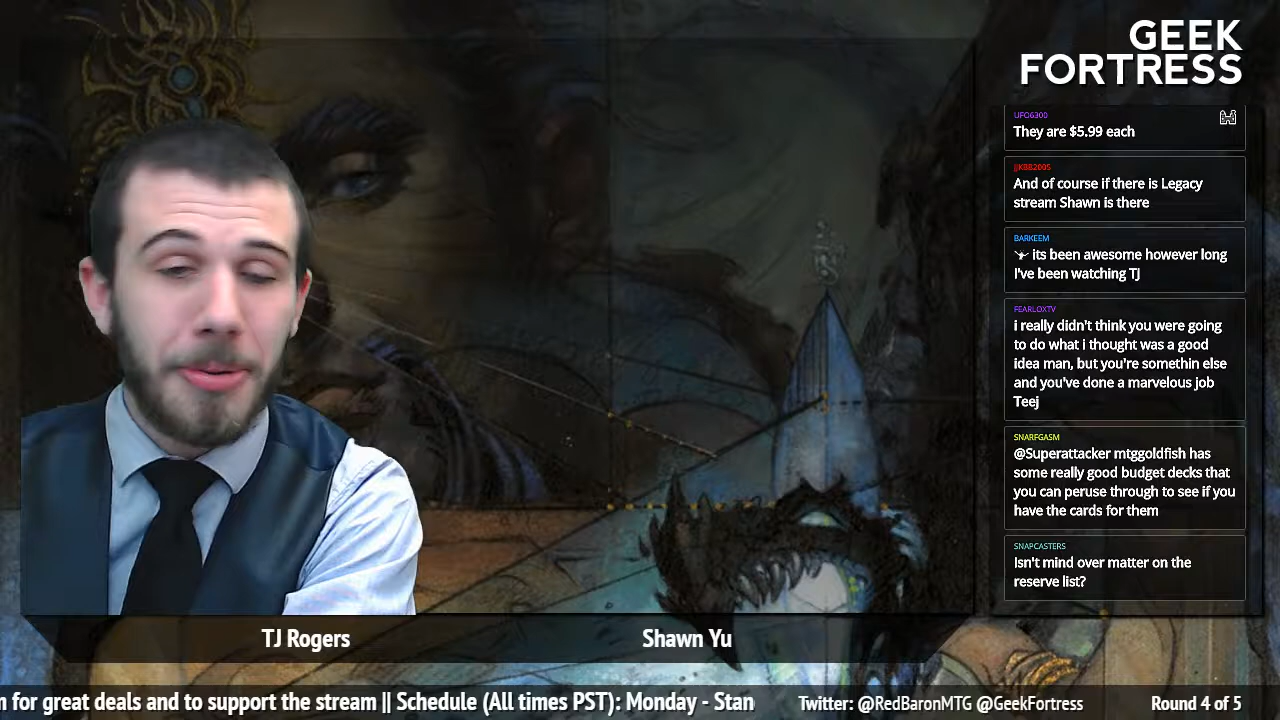 GEEK
FORTRESS
UFO6300
They are $5.99 each
JJKBB2005
And of course if there is Legacy
stream Shawn is there
BARKEEM
its been awesome however long
I've been watching TJ
FEARLOXTV
i really didn't think you were going
to do what i thought was a good
idea man, but you're somethin else
and you've done a marvelous job
Teej
SNARFGASM
@Superattacker mtggoldfish has
some really good budget decks that
you can peruse through to see if you
have the cards for them
SNAPCASTERS
Isn't mind over matter on the
reserve list?
TJ Rogers
Shawn Yu
m for great deals and to support the stream || Schedule (All times PST): Monday - Stan
Twitter: @RedBaronMTG @GeekFortress
Round 4 of 5